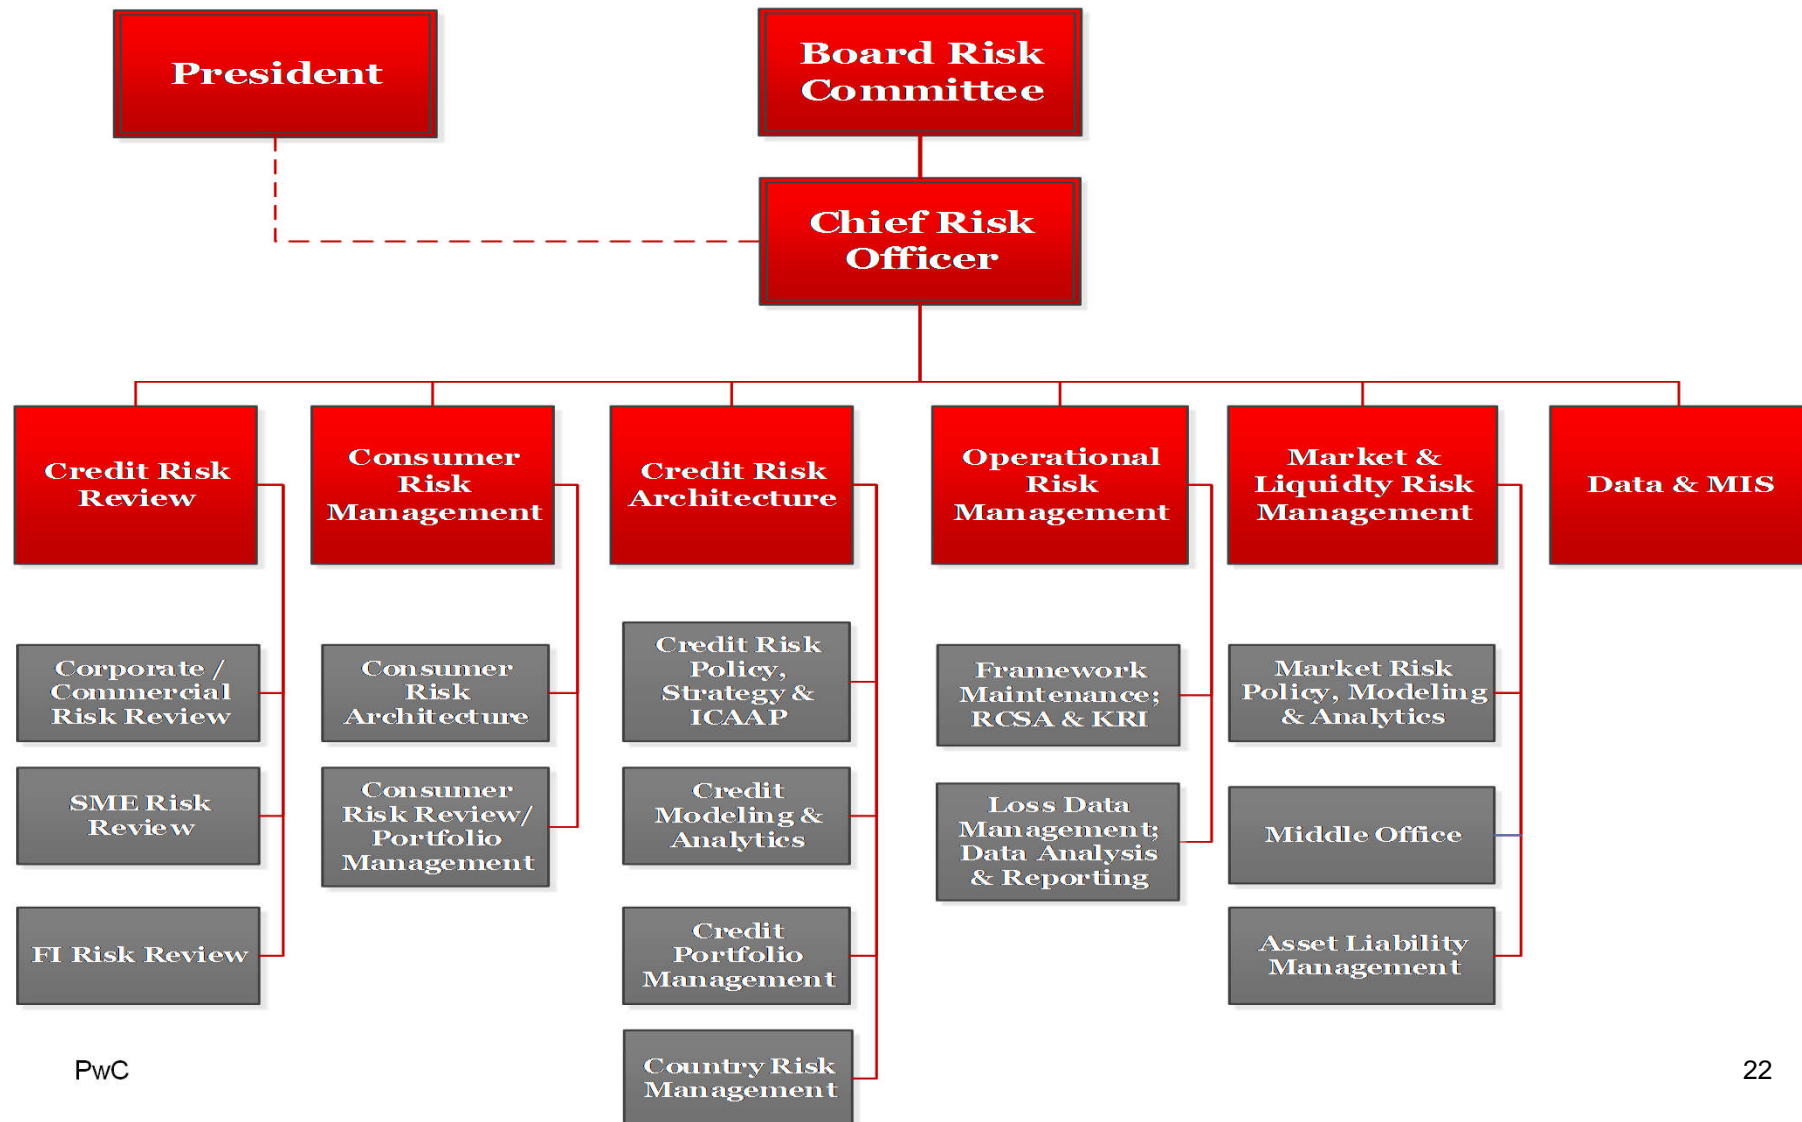 President
Board Risk
Committee
Chief Risk
Officer
Credit Risk
Review
Consumer
Risk
Management
Credit Risk
Architecture
Operational
Risk
Management
Market &
Liquidty Risk
Management
Data & MIS
Corporate /
Commercial
Risk Review
SME Risk
Review
FI Risk Review
Consumer
Risk
Architecture
Consumer
Risk Review/
Portfolio
Management
Credit Risk
Policy,
Strategy &
ICAAP
Credit
Modeling &
Analytics
Credit
Portfolio
Management
Country Risk
Management
Framework
Maintenance;
RCSA & KRI
Loss Data
Management;
Data Analysis
& Reporting
Market Risk
Policy, Modeling
& Analytics
Middle Office
Asset Liability
Management
PwC
22